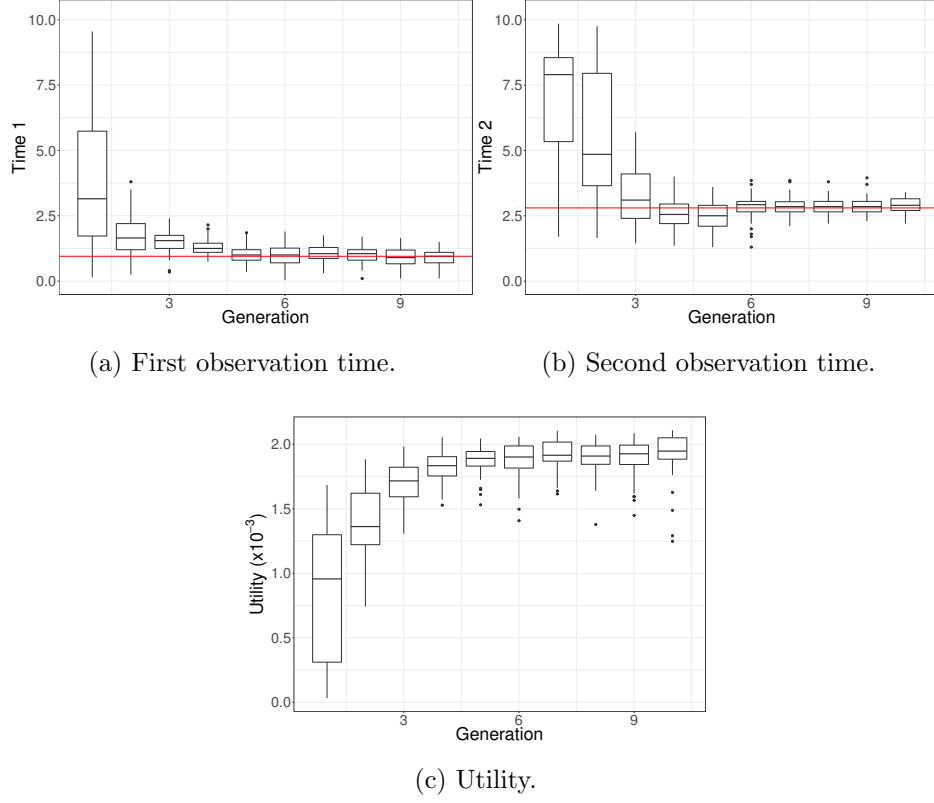 10.0
7.5
5.0
2.5
0.0
Time 1
3
6
9
Generation
(a) First observation time.
10.0
7.5
5.0
2.5
0.0
Time 2
3
6
9
Generation
(b) Second observation time.
2.0
1.5
1.0
0.5
0.0
Utility (x10⁻³)
3
6
9
Generation
(c) Utility.